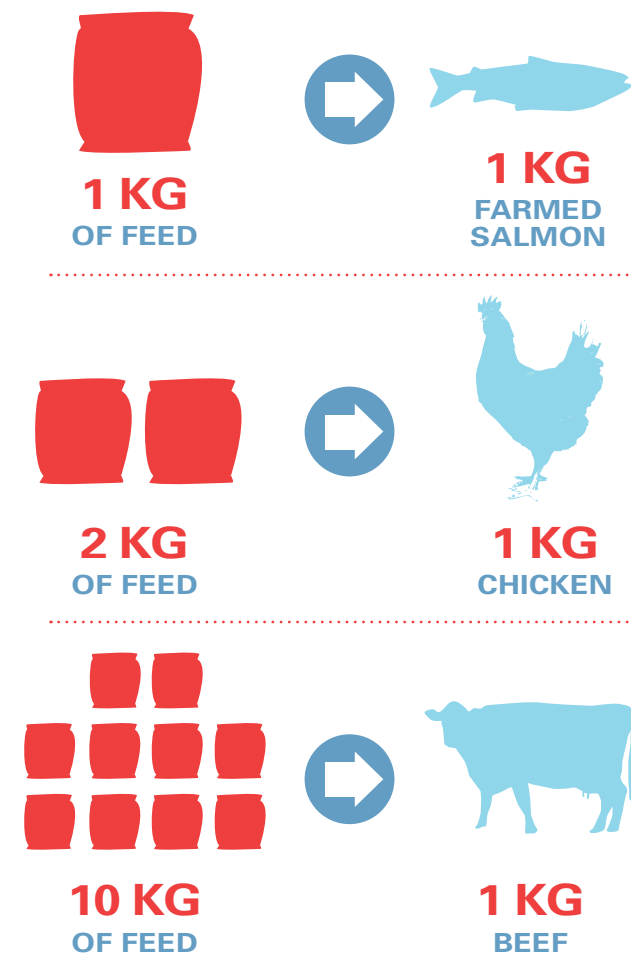 1 KG
1 KG
OF FEED
FARMED
SALMON
2 KG
1 KG
OF FEED
CHICKEN
10 KG
1 KG
OF FEED
BEEF